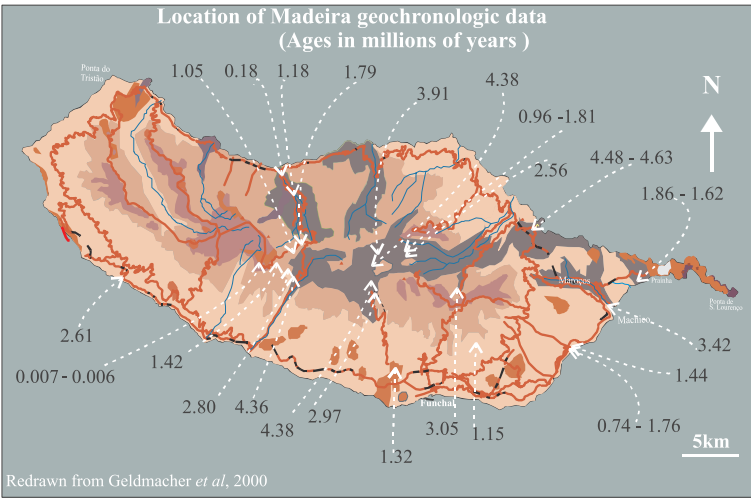 Location of Madeira geochronologic data
(Ages in millions of years )
Ponta do
Tristão
1.05
0.18
1.18
1.79
3.91
4.38
0.96 -1.81
2.56
4.48 - 4.63
1.86 - 1.62
N
Maroços
Prainha
Ponta de
S. Lourenço
Machico
2.61
0.007 - 0.006
1.42
2.80
4.36
4.38
2.97
1.32
Funchal
3.05
1.15
0.74 - 1.76
1.44
3.42
5km
Redrawn from Geldmacher et al, 2000